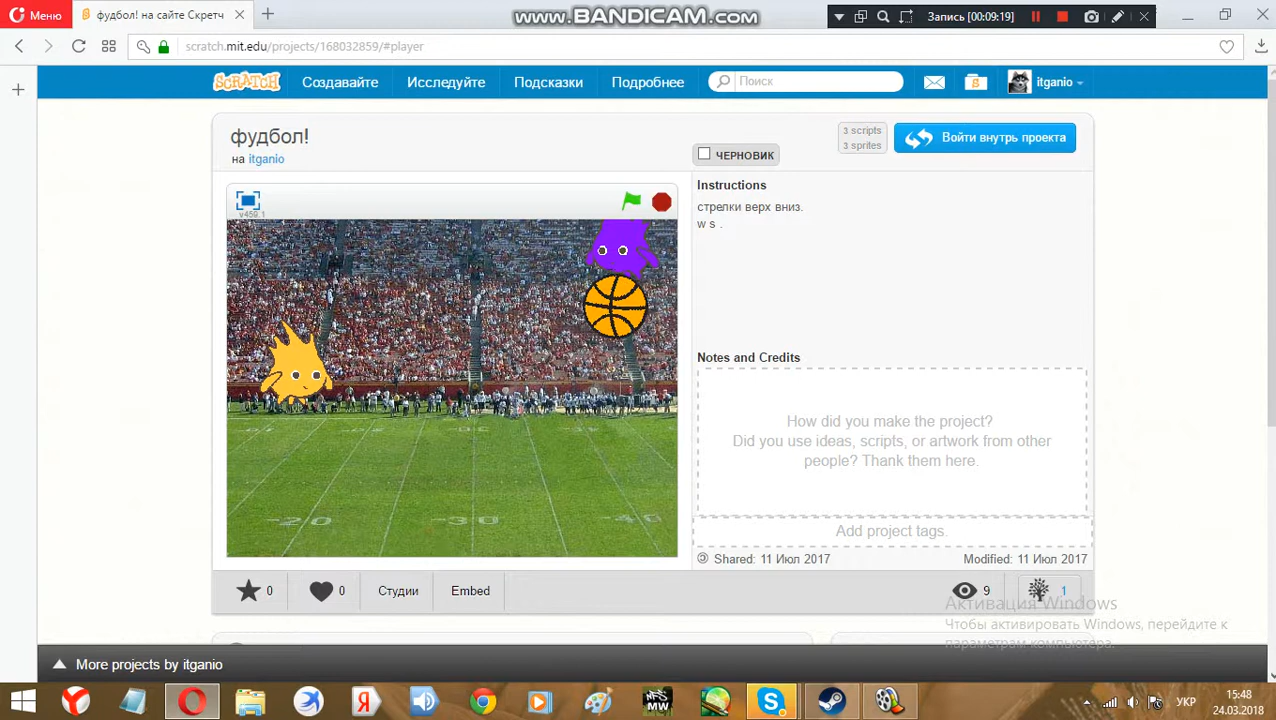 Меню
фудбол! на сайте Скретч
www.BANDICAM.com
Запись [00:09:19]
scratch.mit.edu/projects/168032859/#player
SCRATCH
Создавайте
Исследуйте
Подсказки
Подробнее
Поиск
itganio
фудбол!
на itganio
ЧЕРНОВИК
3 scripts
3 sprites
Войти внутрь проекта
v459.1
Instructions
стрелки верх вниз.
w s .
Notes and Credits
How did you make the project?
Did you use ideas, scripts, or artwork from other
people? Thank them here.
Add project tags.
Shared: 11 Июл 2017
Modified: 11 Июл 2017
0
0
Студии
Embed
9
1
Активация Windows
Чтобы активировать Windows, перейдите к
параметрам компьютера.
More projects by itganio
NFS
MW
УКР
15:48
24.03.2018